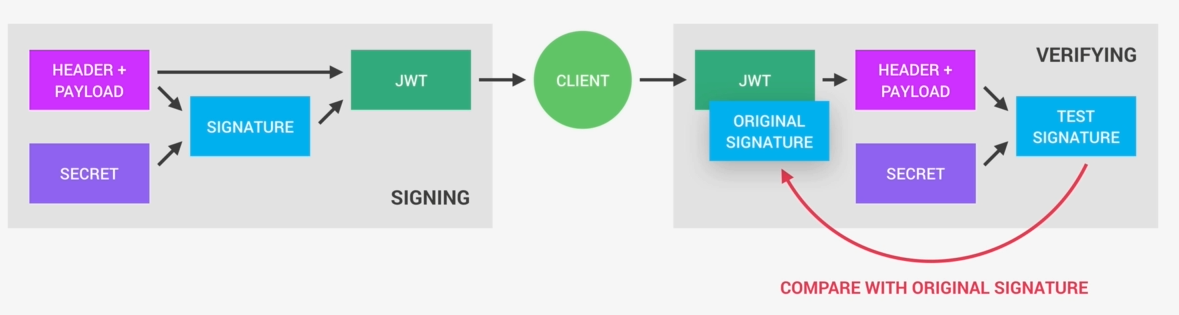 HEADER +
PAYLOAD
SIGNATURE
SECRET
JWT
SIGNING
CLIENT
VERIFYING
JWT
ORIGINAL
SIGNATURE
HEADER +
PAYLOAD
SECRET
TEST
SIGNATURE
COMPARE WITH ORIGINAL SIGNATURE